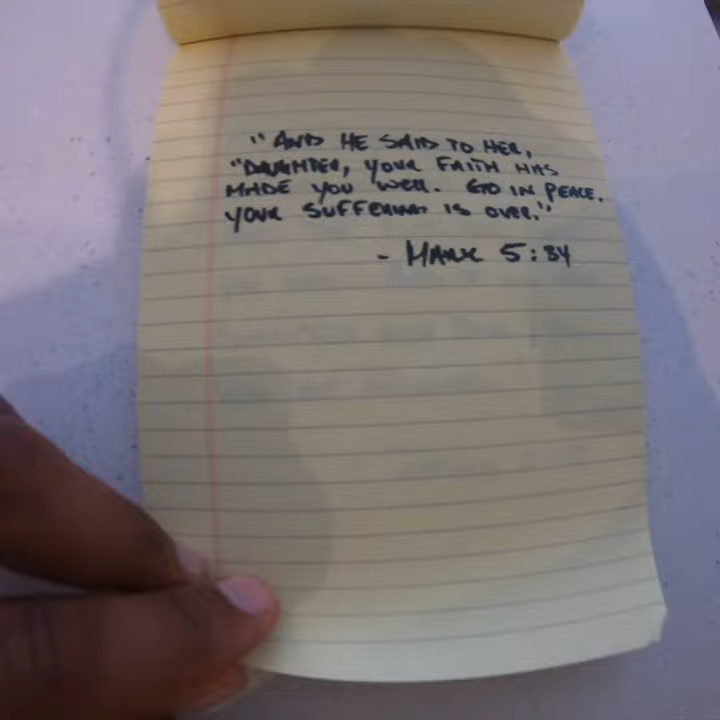 "AND HE SAID TO HER,
"DAUGHTER, YOUR FAITH HAS
MADE YOU WELL. GO IN PEACE.
YOUR SUFFERING IS OVER."
- MARK 5:34